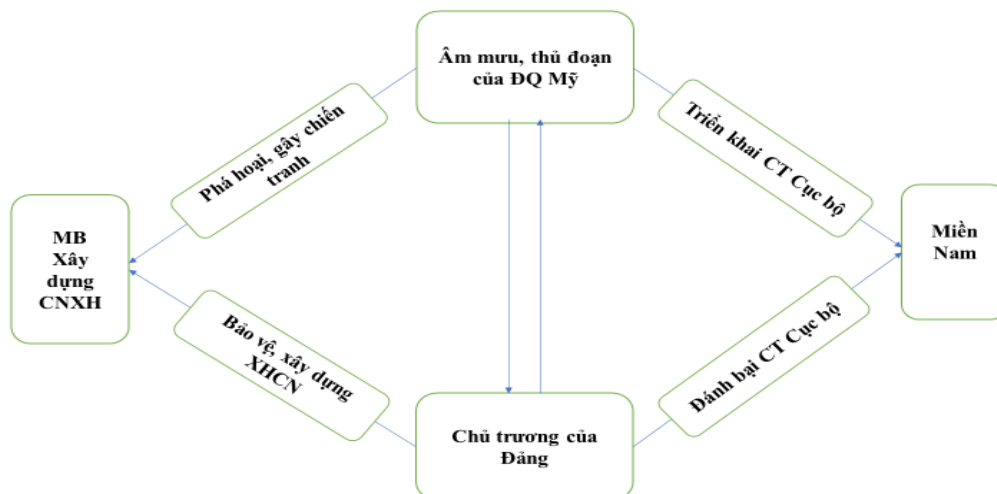 Âm mưu, thủ đoạn
của ĐQ Mỹ
Phá hoại, gây chiến
tranh
Triển khai CT Cục bộ
MB
Xây
dựng
CNXH
Miền
Nam
Bảo vệ, xây dựng
XHCN
Đánh bại CT Cục bộ
Chủ trương của
Đảng